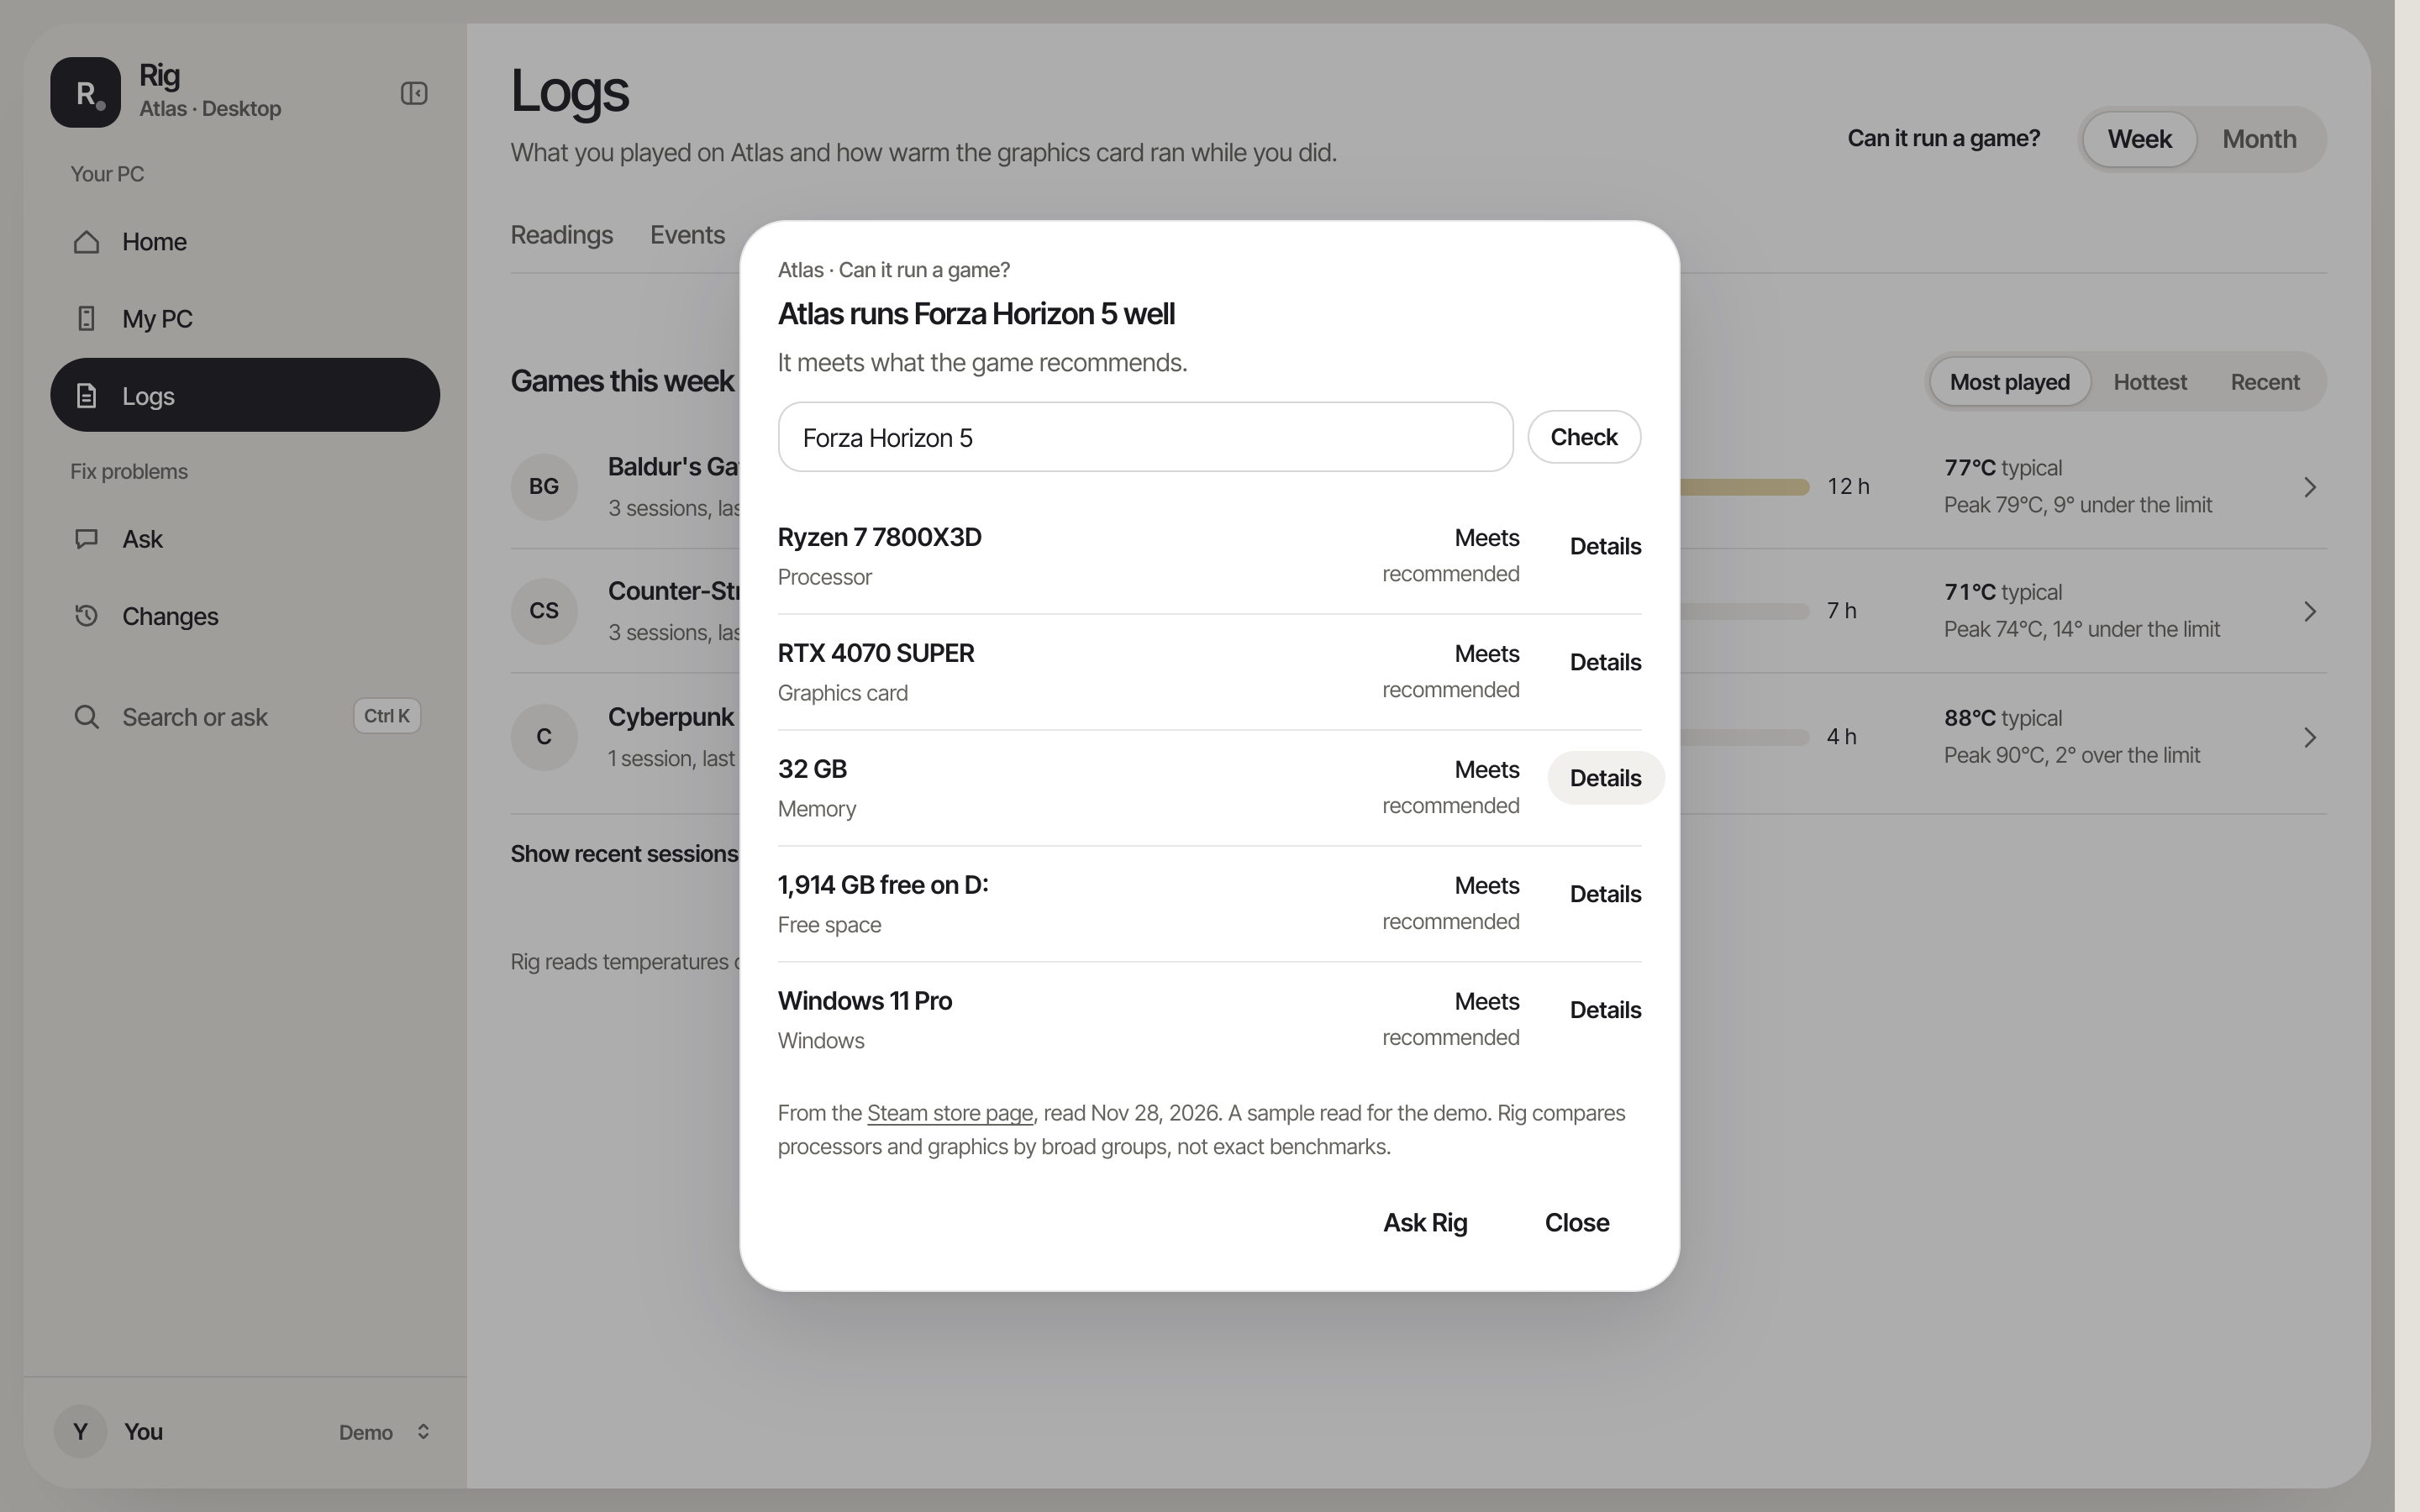 R.
Rig
Atlas · Desktop
Your PC
Home
My PC
Logs
Fix problems
Ask
Changes
Search or ask
Ctrl K
Y
You
Demo
Logs
What you played on Atlas and how warm the graphics card ran while you did.
Can it run a game?
Week
Month
Readings
Events
Games this week
Most played
Hottest
Recent
BG
Baldur's Ga
3 sessions, las
12 h
77°C typical
Peak 79°C, 9° under the limit
CS
Counter-Str
3 sessions, las
7 h
71°C typical
Peak 74°C, 14° under the limit
C
Cyberpunk
1 session, last
4 h
88°C typical
Peak 90°C, 2° over the limit
Show recent sessions
Rig reads temperatures
Atlas · Can it run a game?
Atlas runs Forza Horizon 5 well
It meets what the game recommends.
Forza Horizon 5
Check
Ryzen 7 7800X3D
Processor
Meets
recommended
Details
RTX 4070 SUPER
Graphics card
Meets
recommended
Details
32 GB
Memory
Meets
recommended
Details
1,914 GB free on D:
Free space
Meets
recommended
Details
Windows 11 Pro
Windows
Meets
recommended
Details
From the Steam store page, read Nov 28, 2026. A sample read for the demo. Rig compares
processors and graphics by broad groups, not exact benchmarks.
Ask Rig
Close